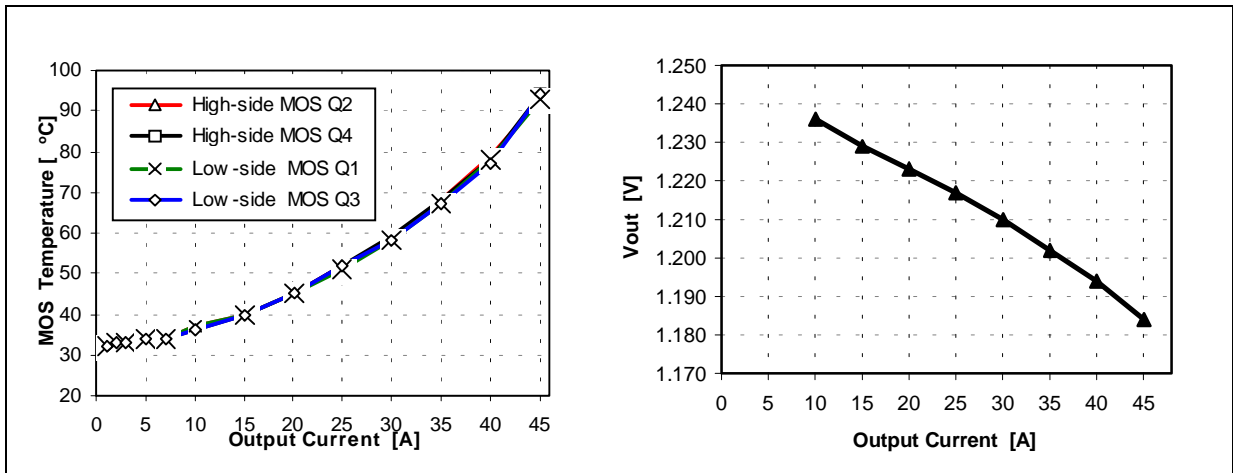 100
90
80
70
60
50
40
30
20
MOS Temperature [ °C]
High-side MOS Q2
High-side MOS Q4
Low -side MOS Q1
Low -side MOS Q3
0 5 10 15 20 25 30 35 40 45
Output Current [A]
1.250
1.240
1.230
1.220
1.210
1.200
1.190
1.180
1.170
Vout [V]
0 5 10 15 20 25 30 35 40 45
Output Current [A]